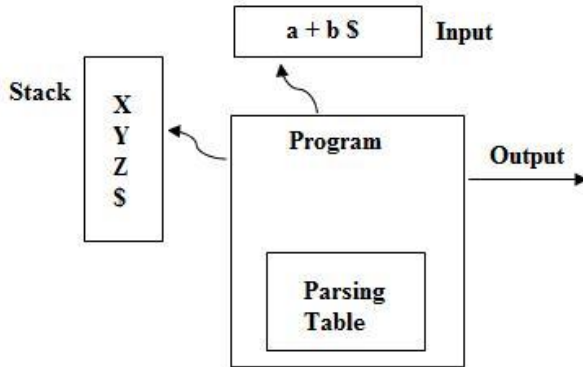 a + b $
Input
Stack
X
Y
Z
$
Program
Output
Parsing
Table